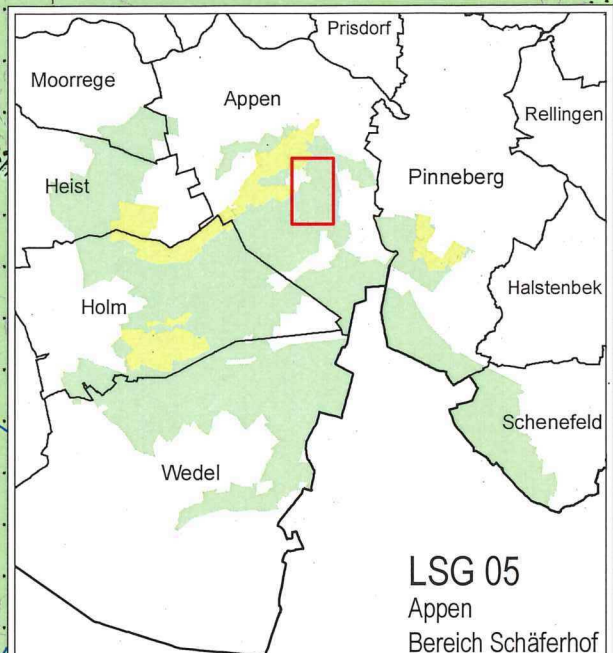 Prisdorf
Moorrege
Appen
Rellingen
Heist
Pinneberg
Halstenbek
Holm
Schenefeld
Wedel
LSG 05
Appen
Bereich Schäferhof